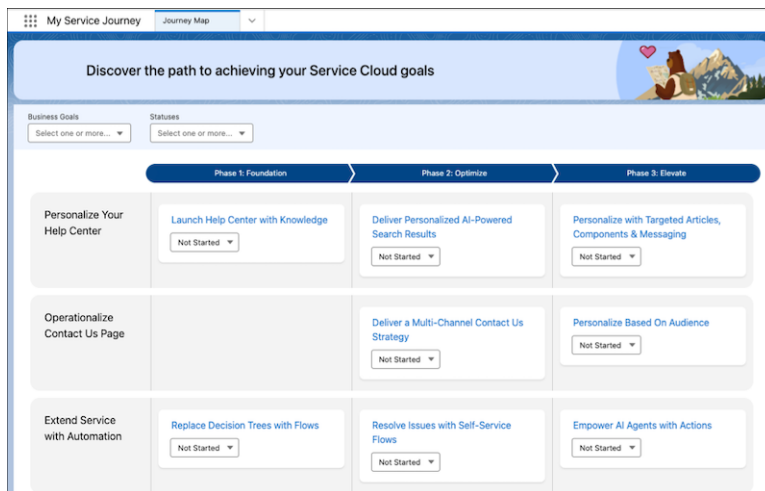 My Service Journey
Journey Map
Discover the path to achieving your Service Cloud goals
Business Goals
Statuses
Select one or more...
Select one or more...
Phase 1: Foundation
Phase 2: Optimize
Phase 3: Elevate
Personalize Your
Help Center
Launch Help Center with Knowledge
Not Started
Deliver Personalized AI-Powered
Search Results
Not Started
Personalize with Targeted Articles,
Components & Messaging
Not Started
Operationalize
Contact Us Page
Deliver a Multi-Channel Contact Us
Strategy
Not Started
Personalize Based On Audience
Not Started
Extend Service
with Automation
Replace Decision Trees with Flows
Not Started
Resolve Issues with Self-Service
Flows
Not Started
Empower AI Agents with Actions
Not Started